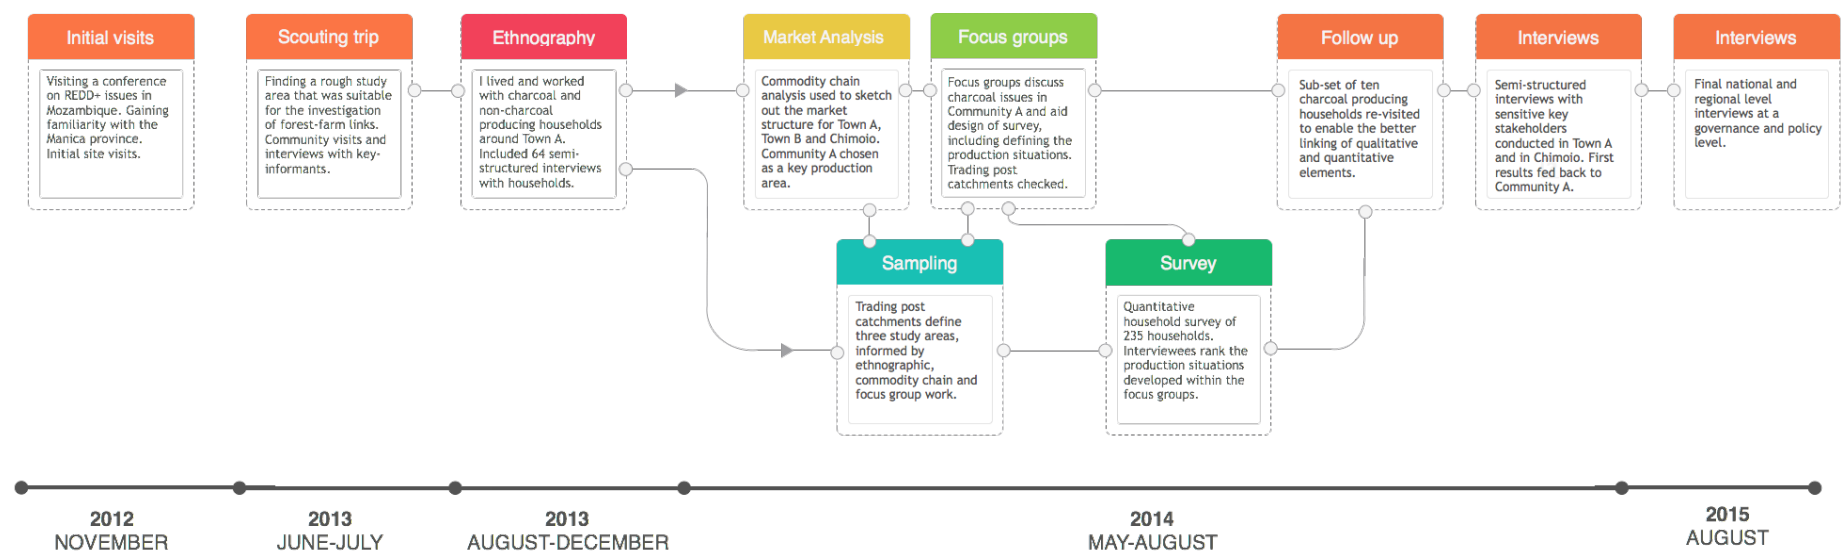 Initial visits
Visiting a conference
on REDD+ issues in
Mozambique. Gaining
familiarity with the
Manica province.
Initial site visits.
Scouting trip
Finding a rough study
area that was suitable
for the investigation
of forest-farm links.
Community visits and
interviews with key-
informants.
Ethnography
I lived and worked
with charcoal and
non-charcoal
producing households
around Town A.
Included 64 semi-
structured interviews
with households.
Market Analysis
Commodity chain
analysis used to sketch
out the market
structure for Town A,
Town B and Chimoio.
Community A chosen
as a key production
area.
Focus groups
Focus groups discuss
charcoal issues in
Community A and aid
design of survey,
including defining the
production situations.
Trading post
catchments checked.
Follow up
Sub-set of ten
charcoal producing
households re-visited
to enable the better
linking of qualitative
and quantitative
elements.
Interviews
Semi-structured
interviews with
sensitive key
stakeholders
conducted in Town A
and in Chimoio. First
results fed back to
Community A.
Interviews
Final national and
regional level
interviews at a
governance and policy
level.
Sampling
Trading post
catchments define
three study areas,
informed by
ethnographic,
commodity chain and
focus group work.
Survey
Quantitative
household survey of
235 households.
Interviewees rank the
production situations
developed within the
focus groups.
2012
NOVEMBER
2013
JUNE-JULY
2013
AUGUST-DECEMBER
2014
MAY-AUGUST
2015
AUGUST